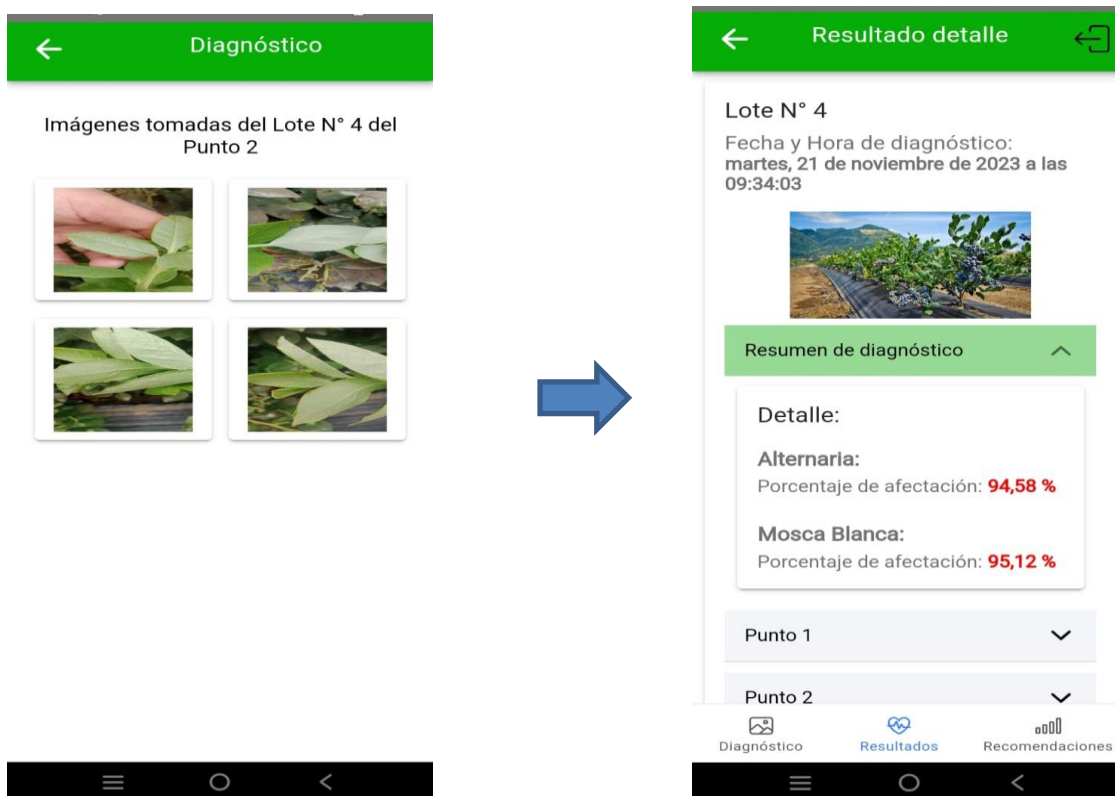 Diagnóstico
Imágenes tomadas del Lote N° 4 del
Punto 2
Resultado detalle
Lote N° 4
Fecha y Hora de diagnóstico:
martes, 21 de noviembre de 2023 a las
09:34:03
Resumen de diagnóstico
Detalle:
Alternaria:
Porcentaje de afectación: 94,58 %
Mosca Blanca:
Porcentaje de afectación: 95,12 %
Punto 1
Punto 2
Diagnóstico
Resultados
Recomendaciones